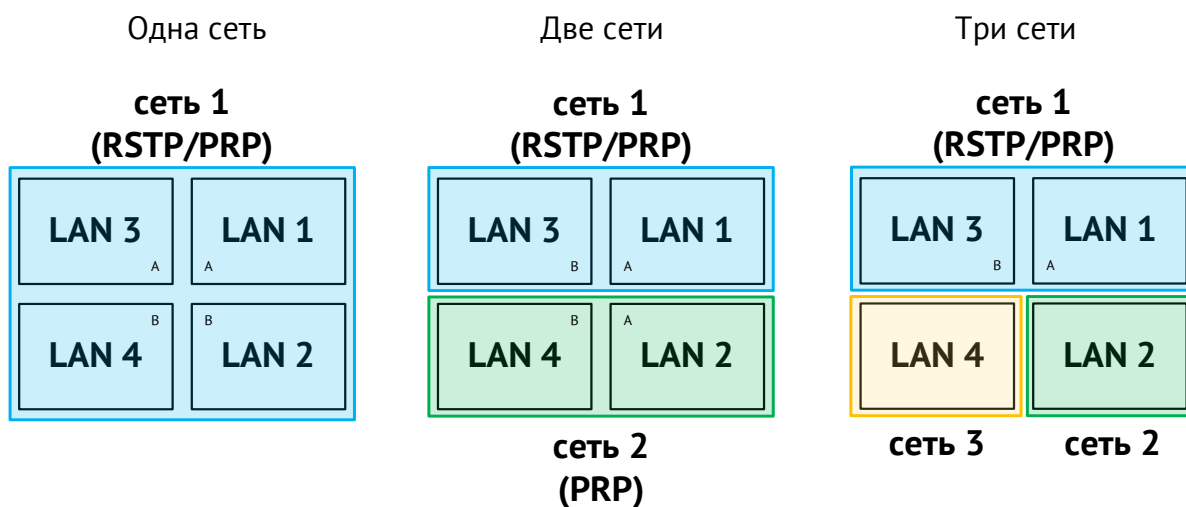 Одна сеть
сеть 1
(RSTP/PRP)
LAN 3
A
LAN 1
A
LAN 4
B
LAN 2
B
Две сети
сеть 1
(RSTP/PRP)
LAN 3
B
LAN 1
A
LAN 4
B
LAN 2
A
сеть 2
(PRP)
Три сети
сеть 1
(RSTP/PRP)
LAN 3
B
LAN 1
A
LAN 4
LAN 2
сеть 3
сеть 2